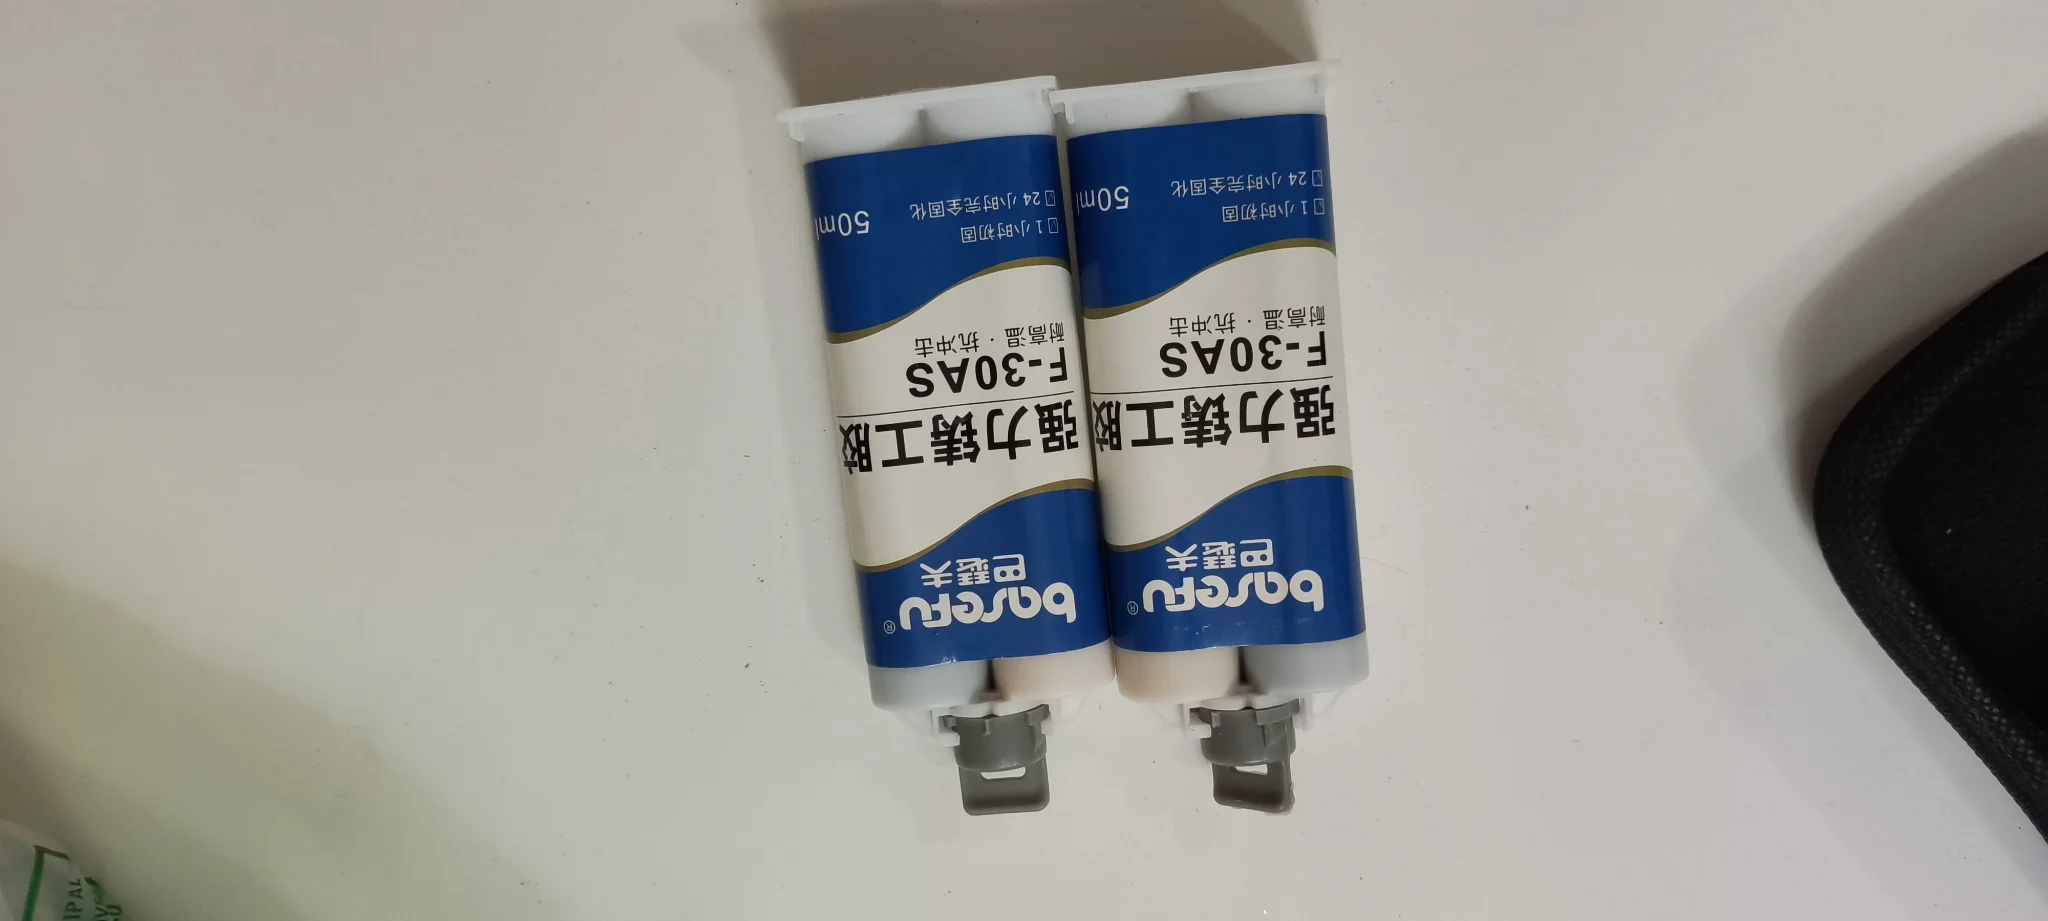 baseFu®
巴瑟夫
强力铸工胶
F-30AS
耐高温 · 抗冲击
☑ 1小时初固
☑ 24小时完全固化
50ml
baseFu®
巴瑟夫
强力铸工胶
F-30AS
耐高温 · 抗冲击
☑ 1小时初固
☑ 24小时完全固化
50ml
IPAL